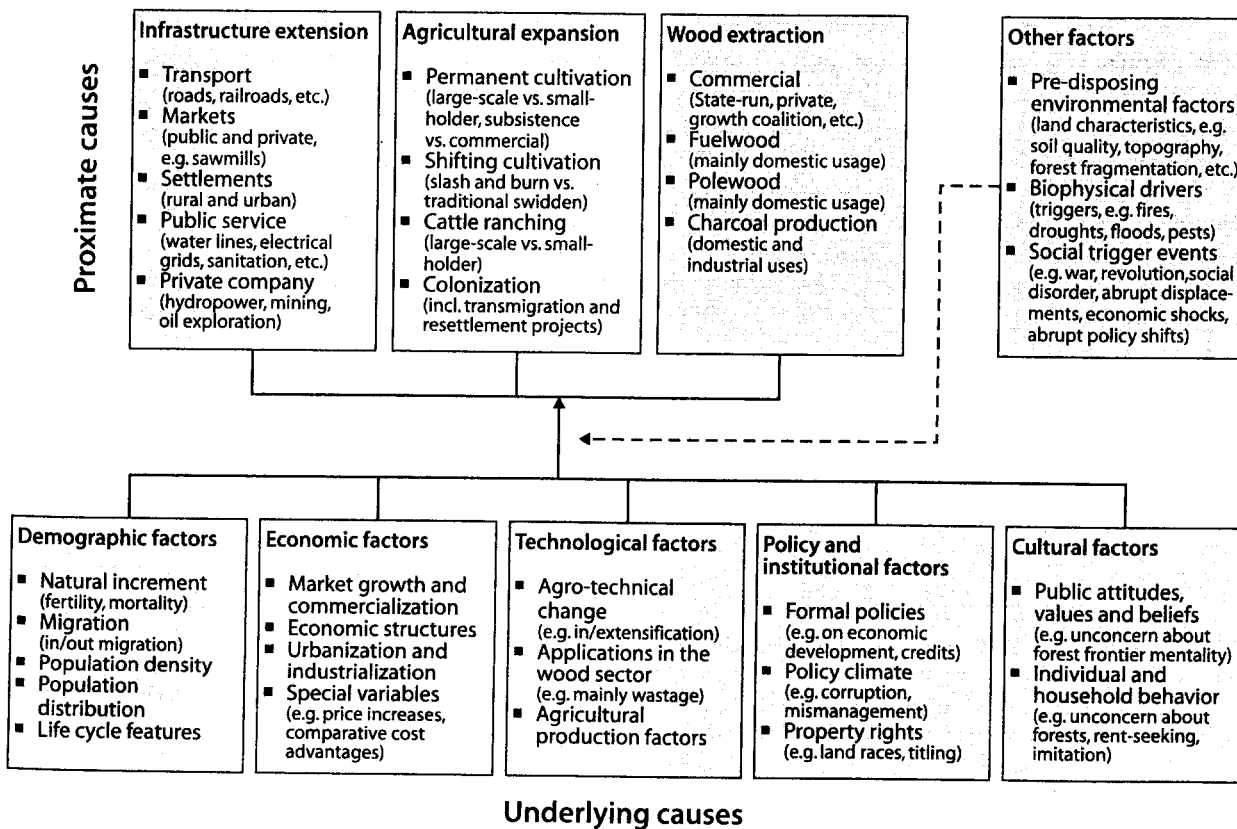 Proximate causes
Infrastructure extension
■ Transport
(roads, railroads, etc.)
■ Markets
(public and private,
e.g. sawmills)
■ Settlements
(rural and urban)
■ Public service
(water lines, electrical
grids, sanitation, etc.)
■ Private company
(hydropower, mining,
oil exploration)
Agricultural expansion
■ Permanent cultivation
(large-scale vs. small-
holder, subsistence
vs. commercial)
■ Shifting cultivation
(slash and burn vs.
traditional swidden)
■ Cattle ranching
(large-scale vs. small-
holder)
■ Colonization
(incl. transmigration and
resettlement projects)
Wood extraction
■ Commercial
(State-run, private,
growth coalition, etc.)
■ Fuelwood
(mainly domestic usage)
■ Polewood
(mainly domestic usage)
■ Charcoal production
(domestic and
industrial uses)
Other factors
■ Pre-disposing
environmental factors
(land characteristics, e.g.
soil quality, topography,
forest fragmentation, etc.)
■ Biophysical drivers
(triggers, e.g. fires,
droughts, floods, pests)
■ Social trigger events
(e.g. war, revolution, social
disorder, abrupt displace-
ments, economic shocks,
abrupt policy shifts)
Demographic factors
■ Natural increment
(fertility, mortality)
■ Migration
(in/out migration)
■ Population density
■ Population
distribution
■ Life cycle features
Economic factors
■ Market growth and
commercialization
■ Economic structures
■ Urbanization and
industrialization
■ Special variables
(e.g. price increases,
comparative cost
advantages)
Technological factors
■ Agro-technical
change
(e.g. in/extensification)
■ Applications in the
wood sector
(e.g. mainly wastage)
■ Agricultural
production factors
Policy and
institutional factors
■ Formal policies
(e.g. on economic
development, credits)
■ Policy climate
(e.g. corruption,
mismanagement)
■ Property rights
(e.g. land races, titling)
Cultural factors
■ Public attitudes,
values and beliefs
(e.g. unconcern about
forest frontier mentality)
■ Individual and
household behavior
(e.g. unconcern about
forests, rent-seeking,
imitation)
Underlying causes